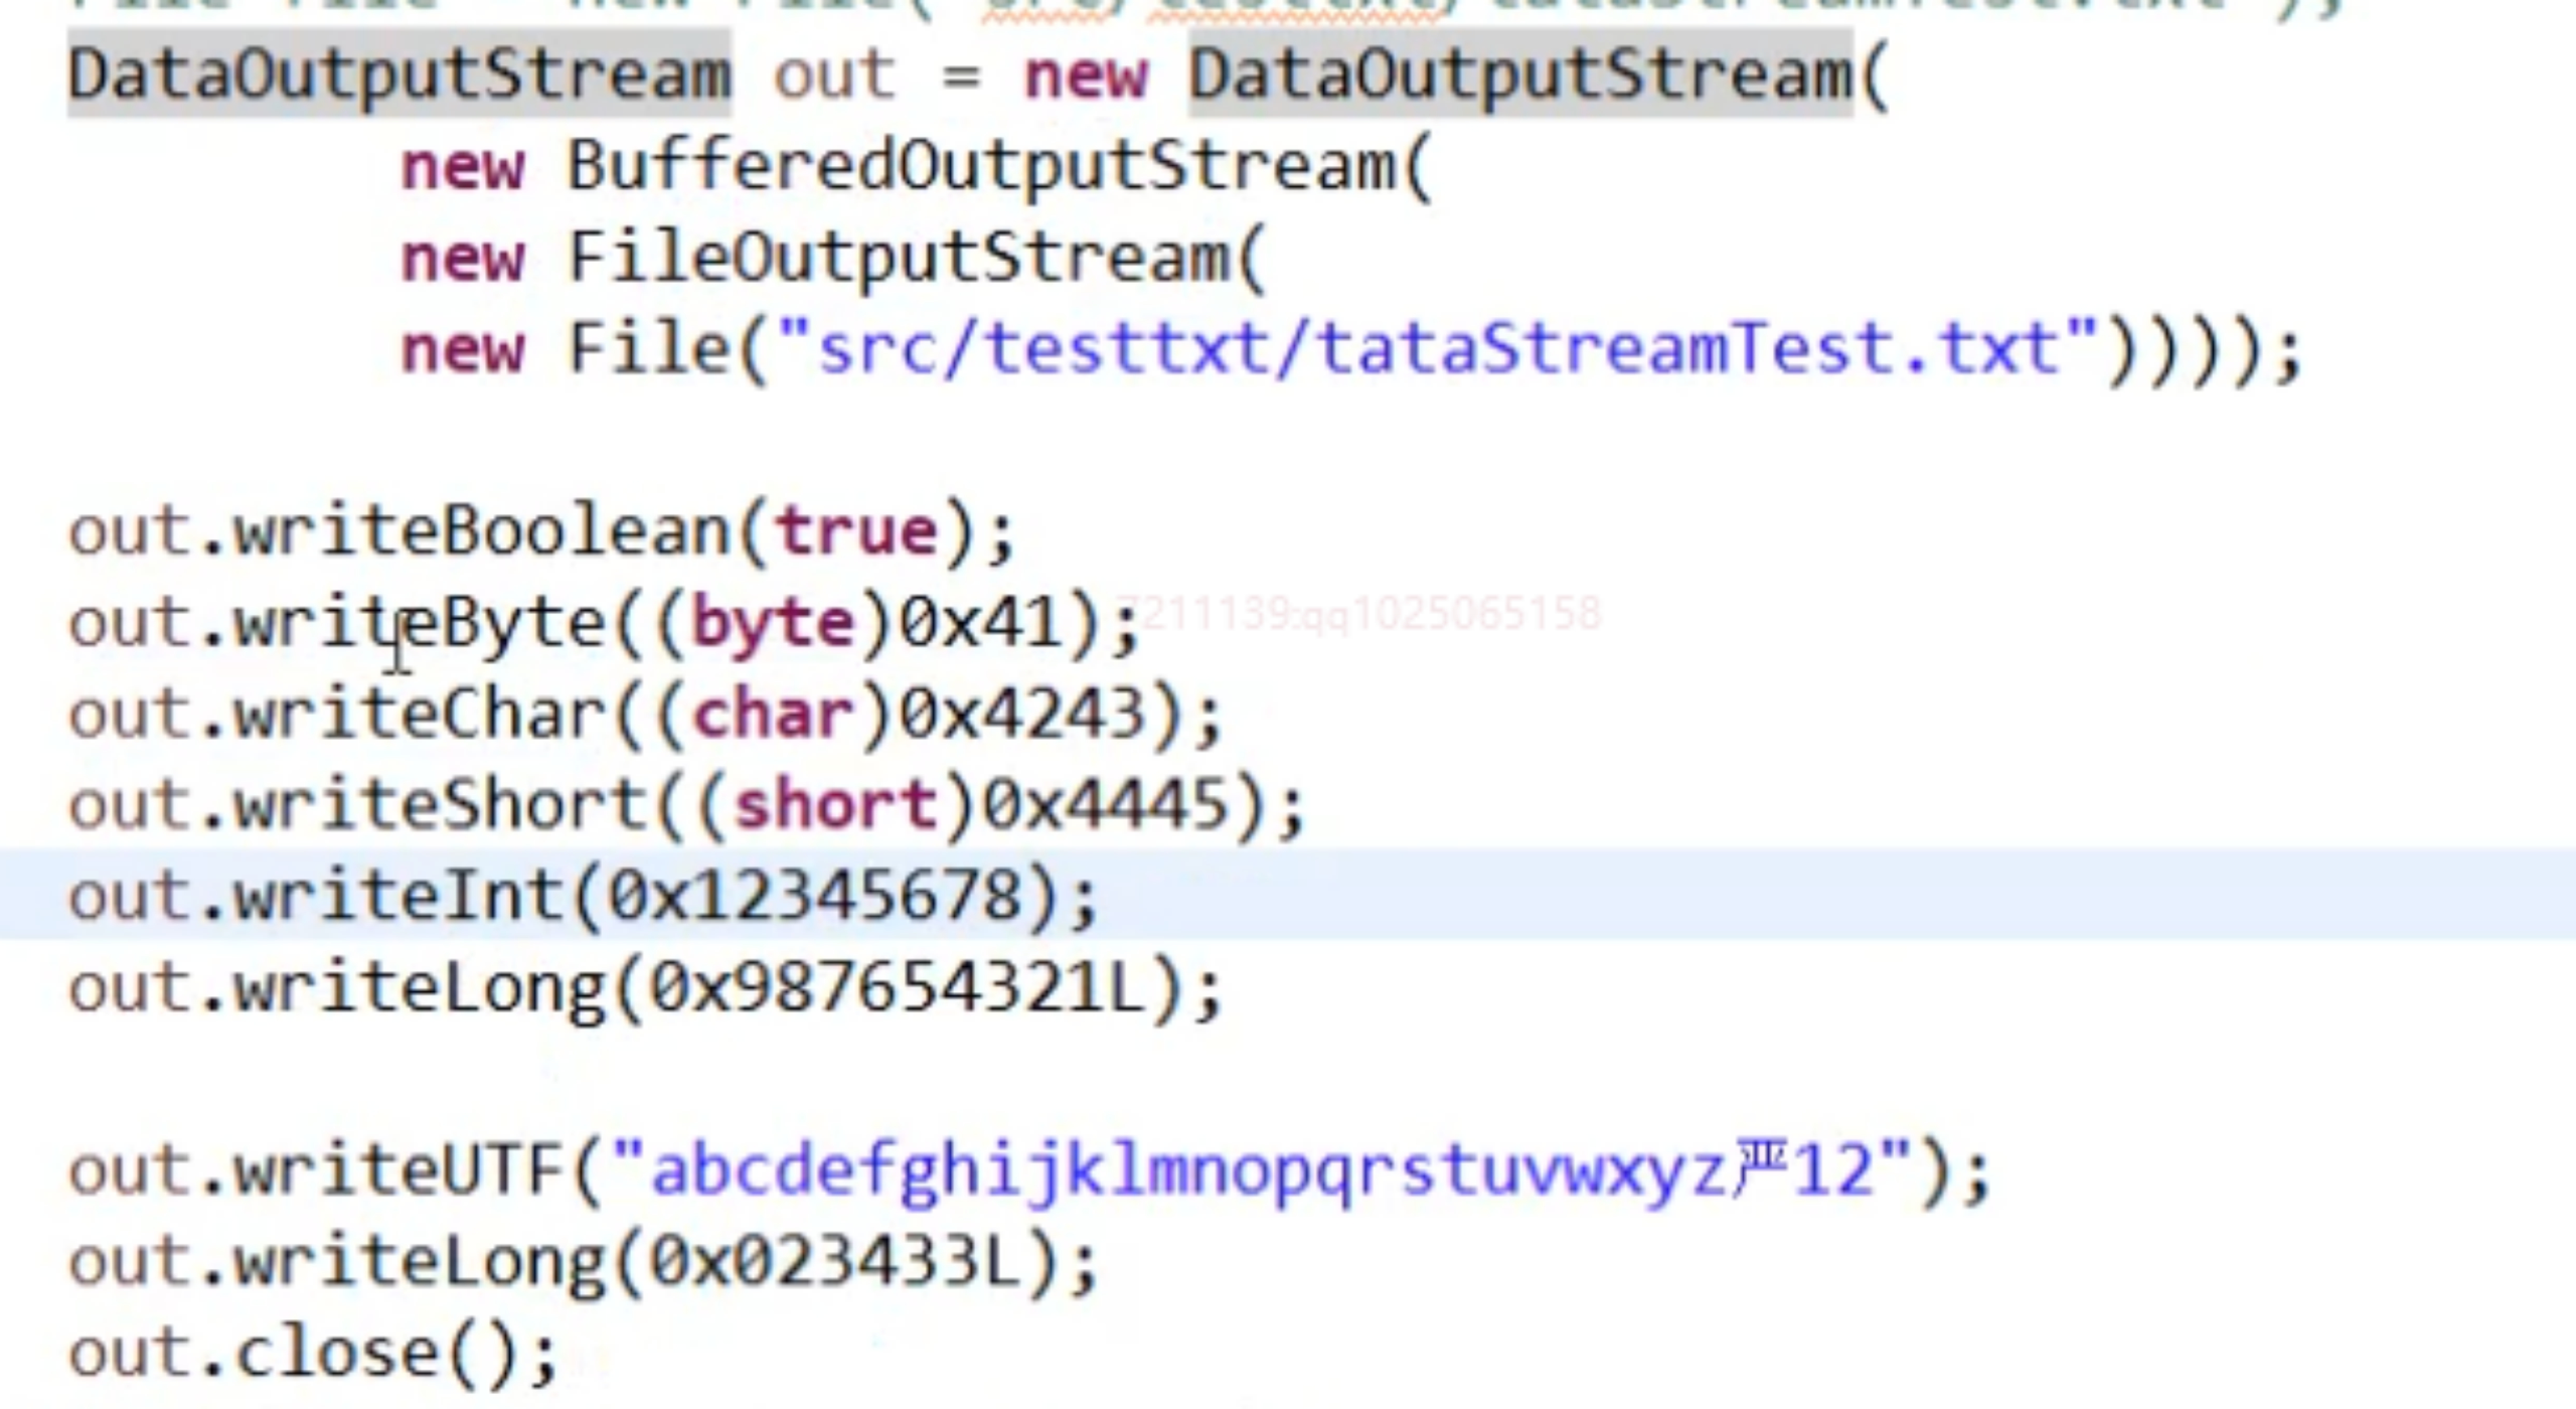 DataOutputStream out = new DataOutputStream(
new BufferedOutputStream(
new FileOutputStream(
new File("src/testtxt/tataStreamTest.txt"))));
out.writeBoolean(true);
out.writeByte((byte)0x41);
7211139:qq1025065158
out.writeChar((char)0x4243);
out.writeShort((short)0x4445);
out.writeInt(0x12345678);
out.writeLong(0x987654321L);
out.writeUTF("abcdefghijklmnopqrstuvwxyz严12");
out.writeLong(0x023433L);
out.close();